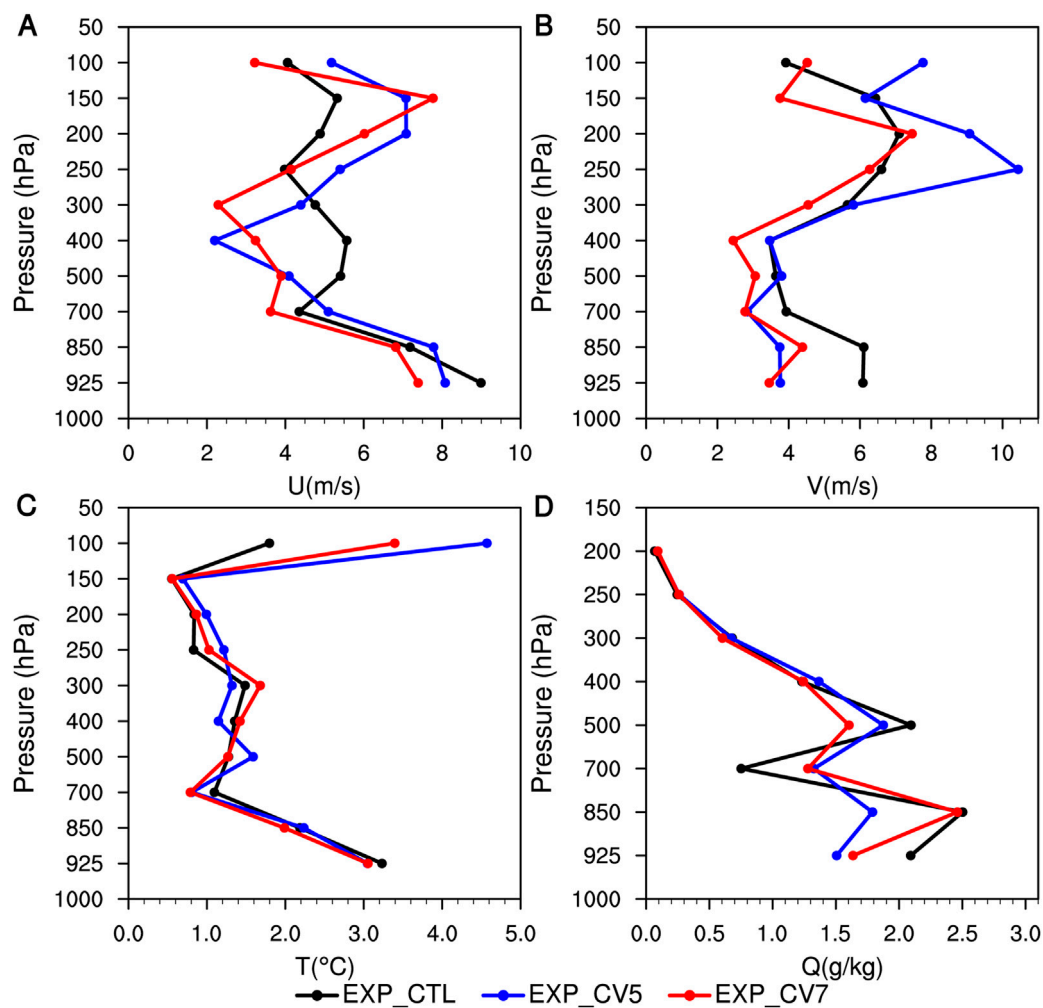 A
50
100
150
200
250
300
400
500
700
850
925
1000
Pressure (hPa)
0 2 4 6 8 10
U(m/s)
B
50
100
150
200
250
300
400
500
700
850
925
1000
Pressure (hPa)
0 2 4 6 8 10
V(m/s)
C
50
100
150
200
250
300
400
500
700
850
925
1000
Pressure (hPa)
0.0 1.0 2.0 3.0 4.0 5.0
T(°C)
D
150
200
250
300
400
500
700
850
925
1000
Pressure (hPa)
0.0 0.5 1.0 1.5 2.0 2.5 3.0
Q(g/kg)
EXP_CTL EXP_CV5 EXP_CV7